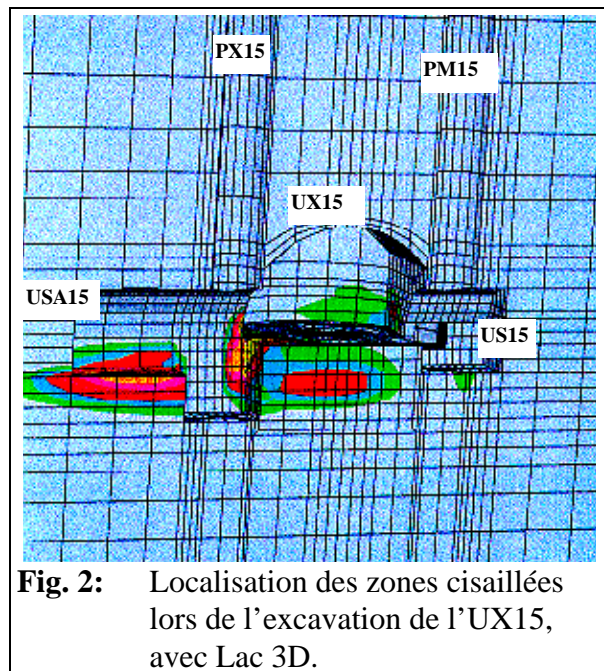 PX15
PM15
UX15
USA15
US15
Fig. 2: Localisation des zones cisaillées
lors de l’excavation de l’UX15,
avec Lac 3D.